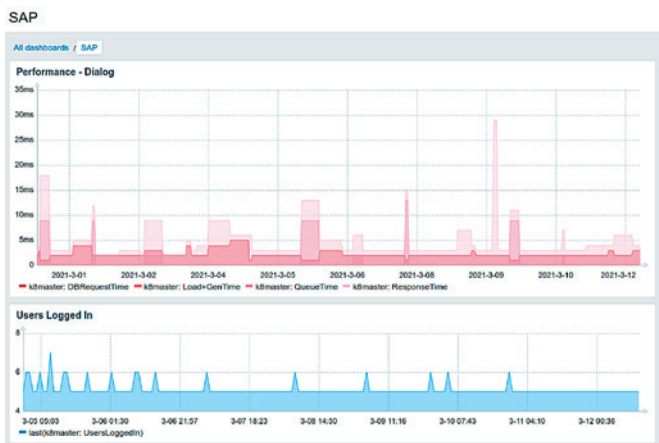 SAP
All dashboards / SAP
Performance - Dialog
35ms
30ms
25ms
20ms
15ms
10ms
5ms
0
2021-3-01 2021-3-02 2021-3-04 2021-3-05 2021-3-06 2021-3-08 2021-3-09 2021-3-10 2021-3-12
k8master: DBRequestTime k8master: Load+GenTime k8master: QueueTime k8master: ResponseTime
Users Logged In
8
6
4
3-05 05:03 3-06 01:30 3-06 21:57 3-07 18:23 3-08 14:50 3-09 11:16 3-10 07:43 3-11 04:10 3-12 00:36
last(k8master: UsersLoggedIn)